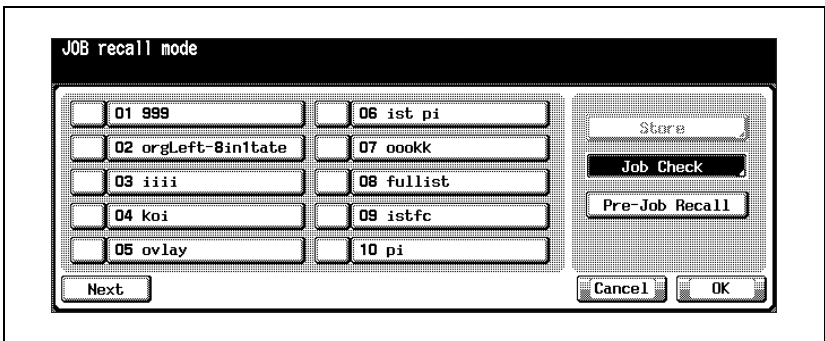 JOB recall mode
01 999
02 orgLeft-8in1tate
03 iiii
04 koi
05 ovlay
06 ist pi
07 oookk
08 fullist
09 istfc
10 pi
Store
Job Check
Pre-Job Recall
Next
Cancel
OK